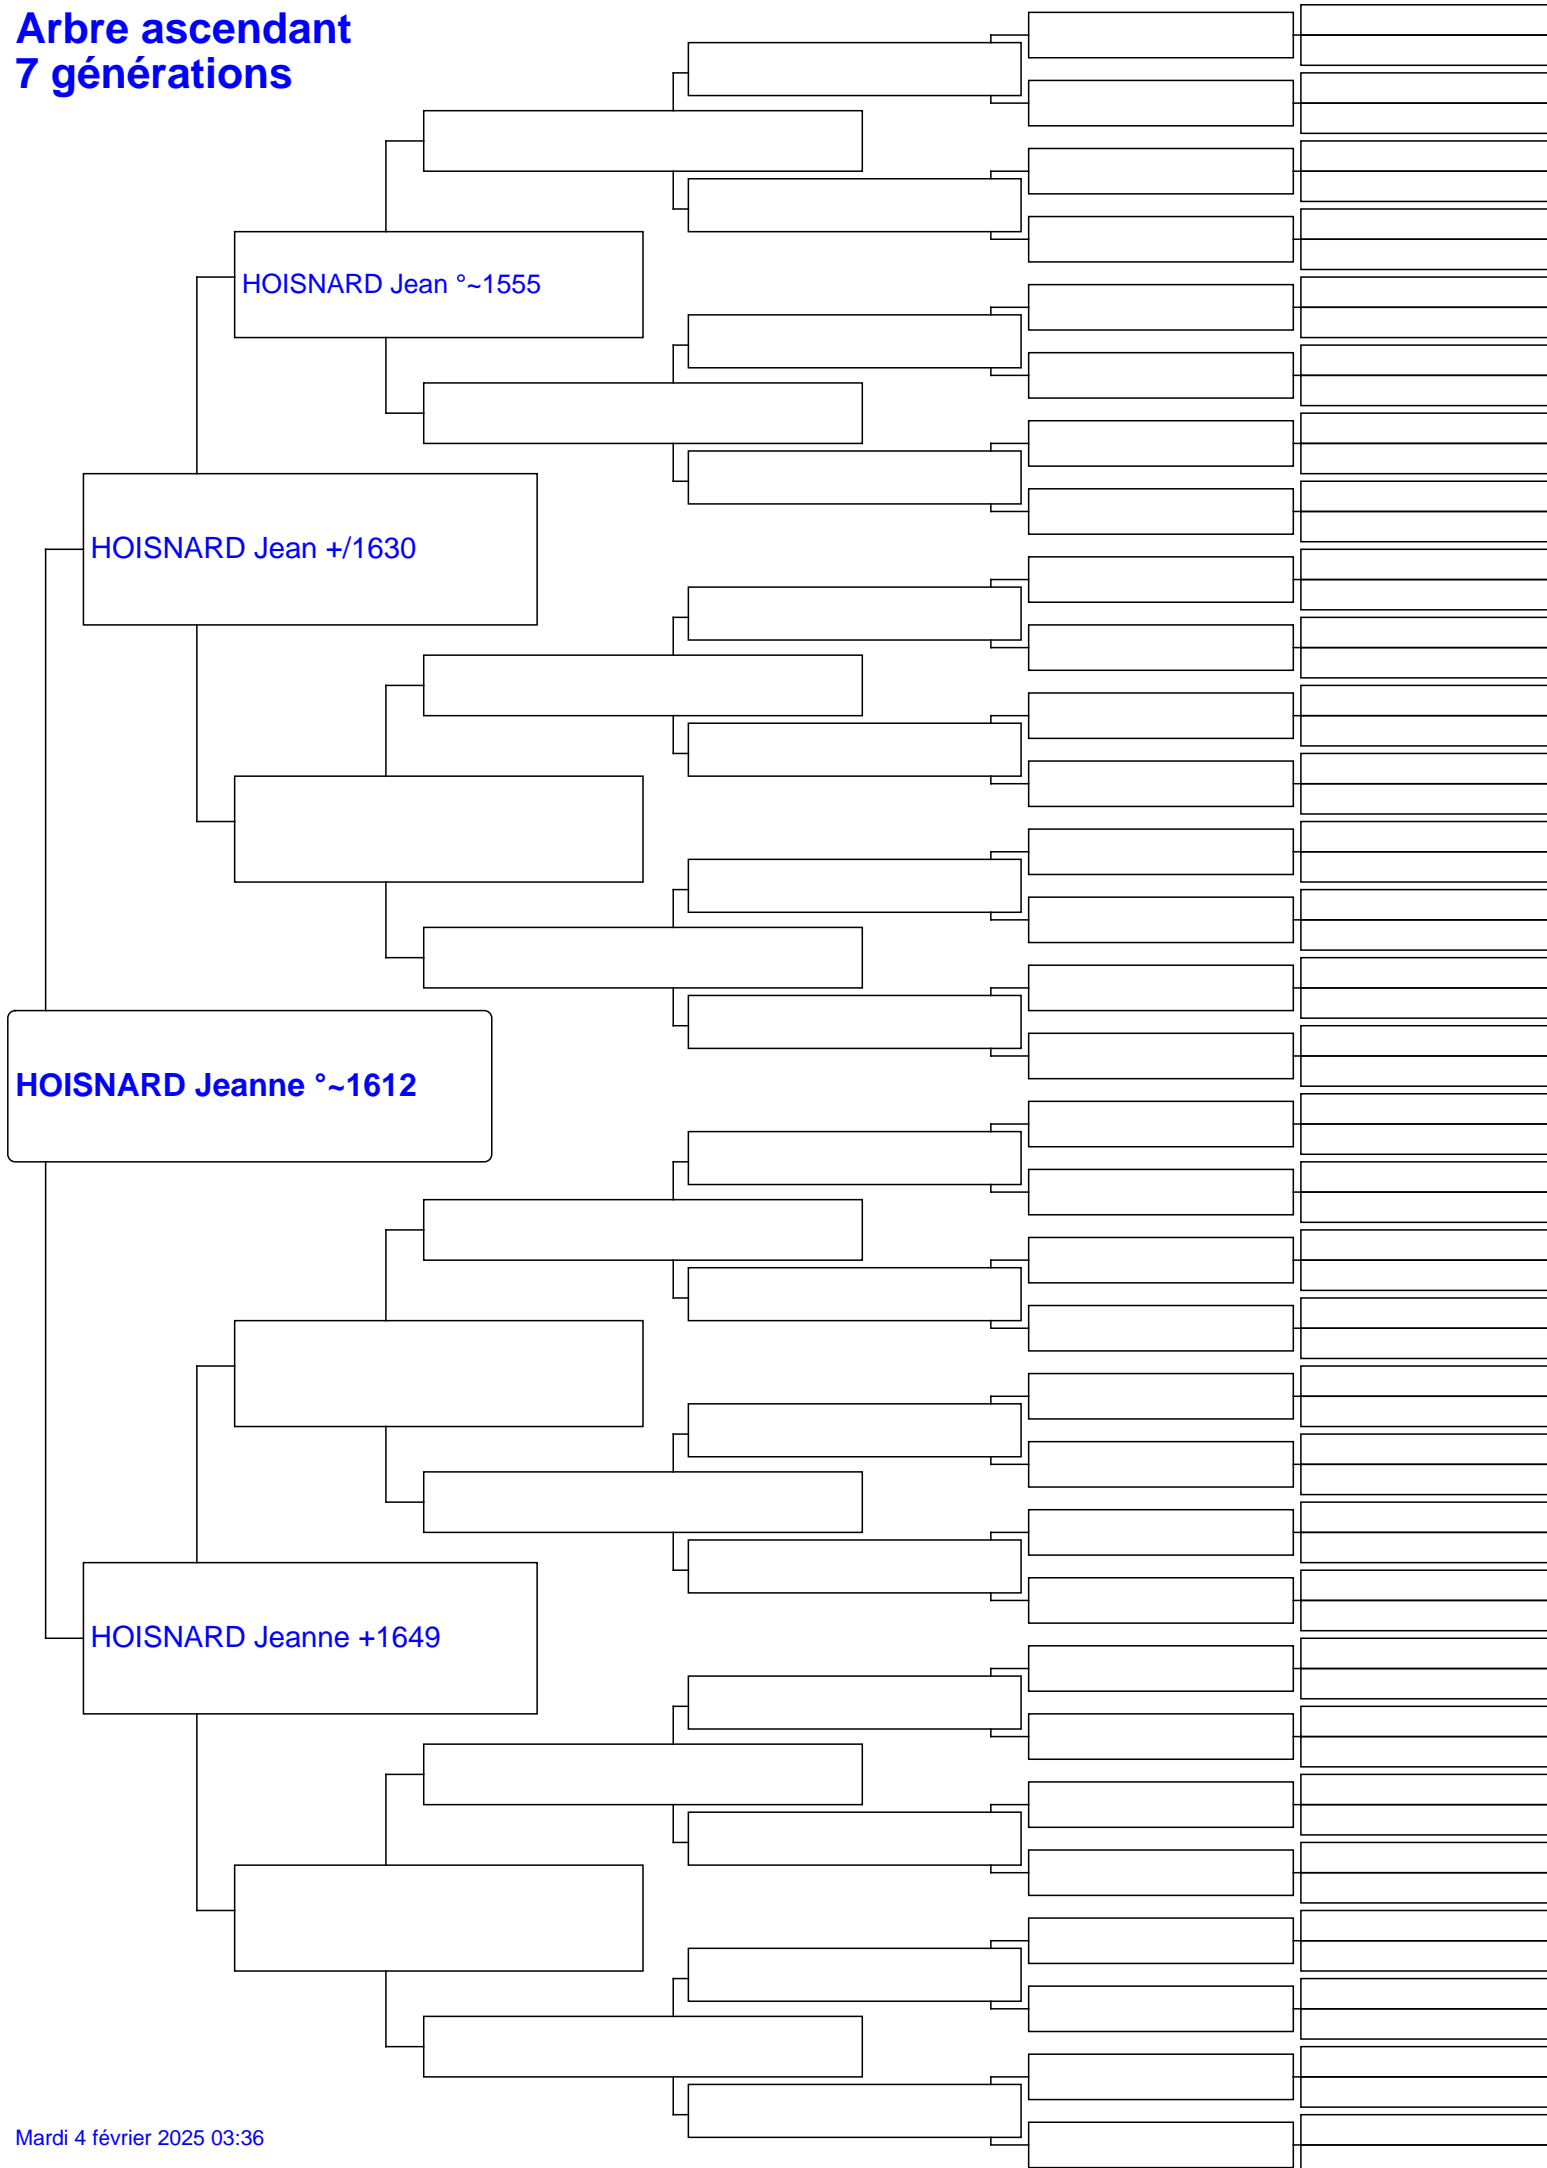 Arbre ascendant
7 générations
HOISNARD Jean °~1555
HOISNARD Jean +/1630
HOISNARD Jeanne °~1612
HOISNARD Jeanne +1649
Mardi 4 février 2025 03:36